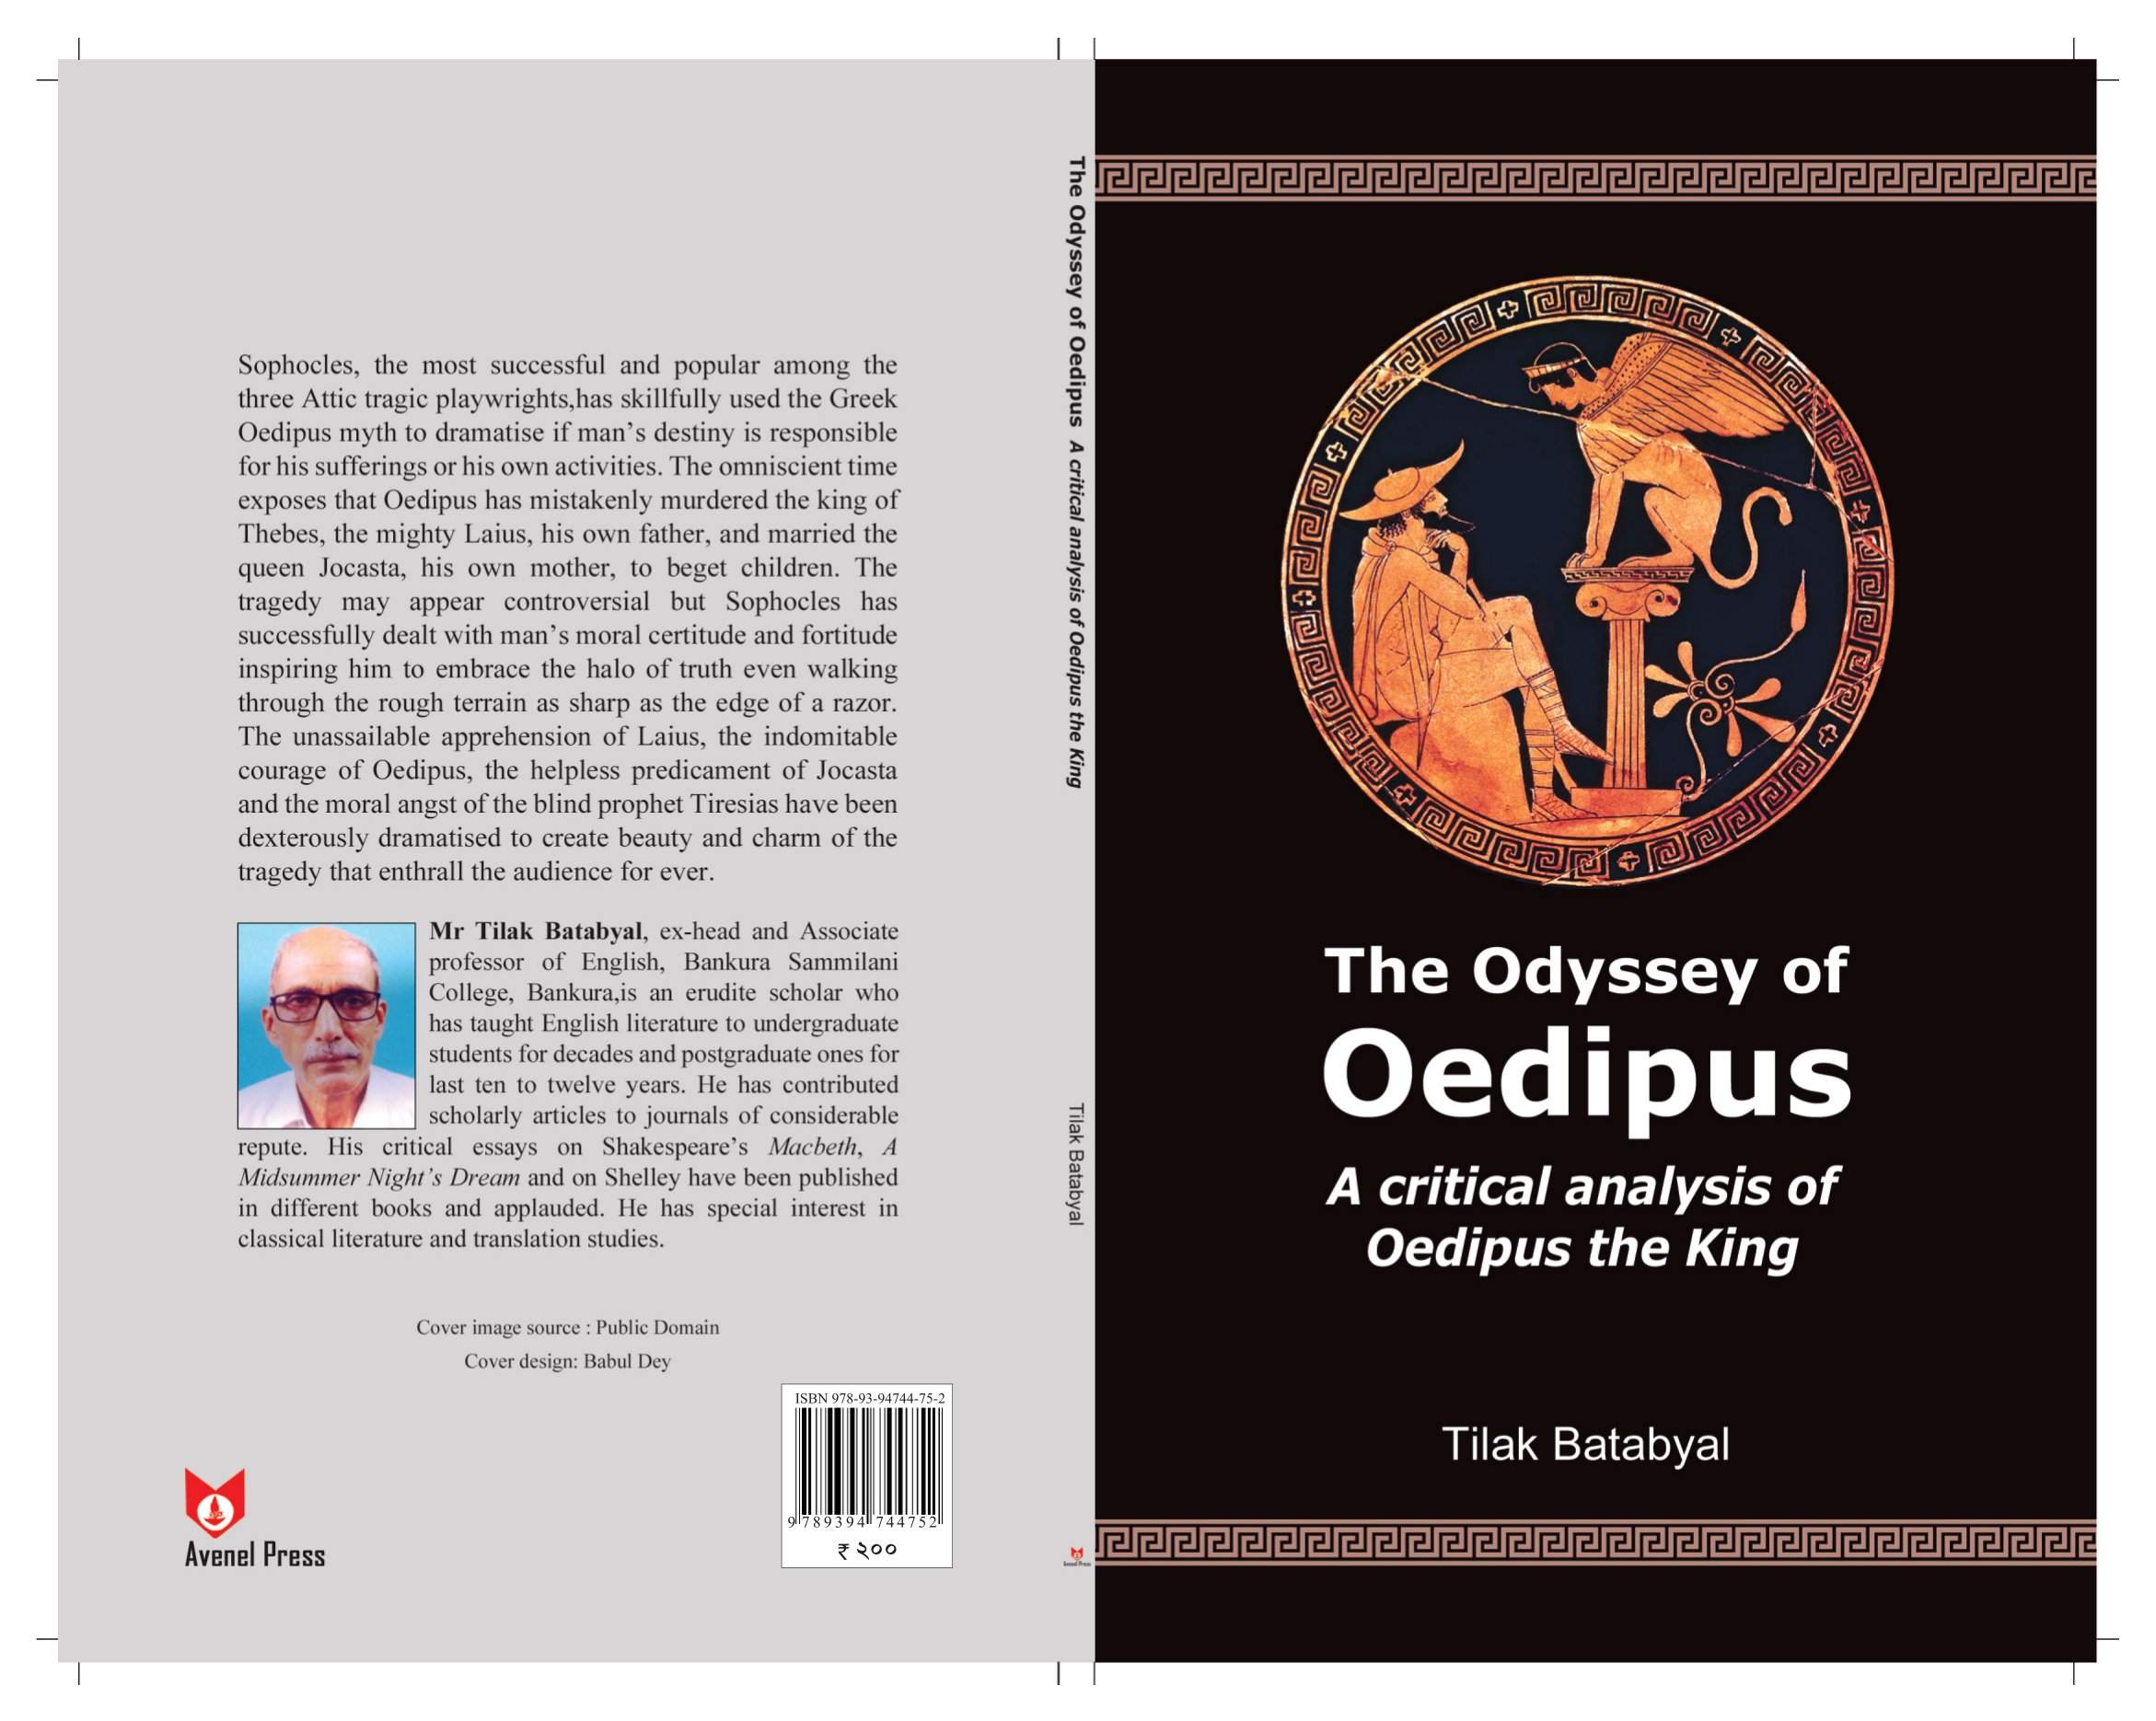 Sophocles, the most successful and popular among the
three Attic tragic playwrights,has skillfully used the Greek
Oedipus myth to dramatise if man's destiny is responsible
for his sufferings or his own activities. The omniscient time
exposes that Oedipus has mistakenly murdered the king of
Thebes, the mighty Laius, his own father, and married the
queen Jocasta, his own mother, to beget children. The
tragedy may appear controversial but Sophocles has
successfully dealt with man's moral certitude and fortitude
inspiring him to embrace the halo of truth even walking
through the rough terrain as sharp as the edge of a razor.
The unassailable apprehension of Laius, the indomitable
courage of Oedipus, the helpless predicament of Jocasta
and the moral angst of the blind prophet Tiresias have been
dexterously dramatised to create beauty and charm of the
tragedy that enthrall the audience for ever.
Mr Tilak Batabyal, ex-head and Associate
professor of English, Bankura Sammilani
College, Bankura,is an erudite scholar who
has taught English literature to undergraduate
students for decades and postgraduate ones for
last ten to twelve years. He has contributed
scholarly articles to journals of considerable
repute. His critical essays on Shakespeare's Macbeth, A
Midsummer Night's Dream and on Shelley have been published
in different books and applauded. He has special interest in
classical literature and translation studies.
Cover image source : Public Domain
Cover design: Babul Dey
ISBN 978-93-94744-75-2
9 789394 744752
₹ ২০০
Avenel Press
The Odyssey of Oedipus A critical analysis of Oedipus the King
Tilak Batabyal
Avenel Press
The Odyssey of
Oedipus
A critical analysis of
Oedipus the King
Tilak Batabyal